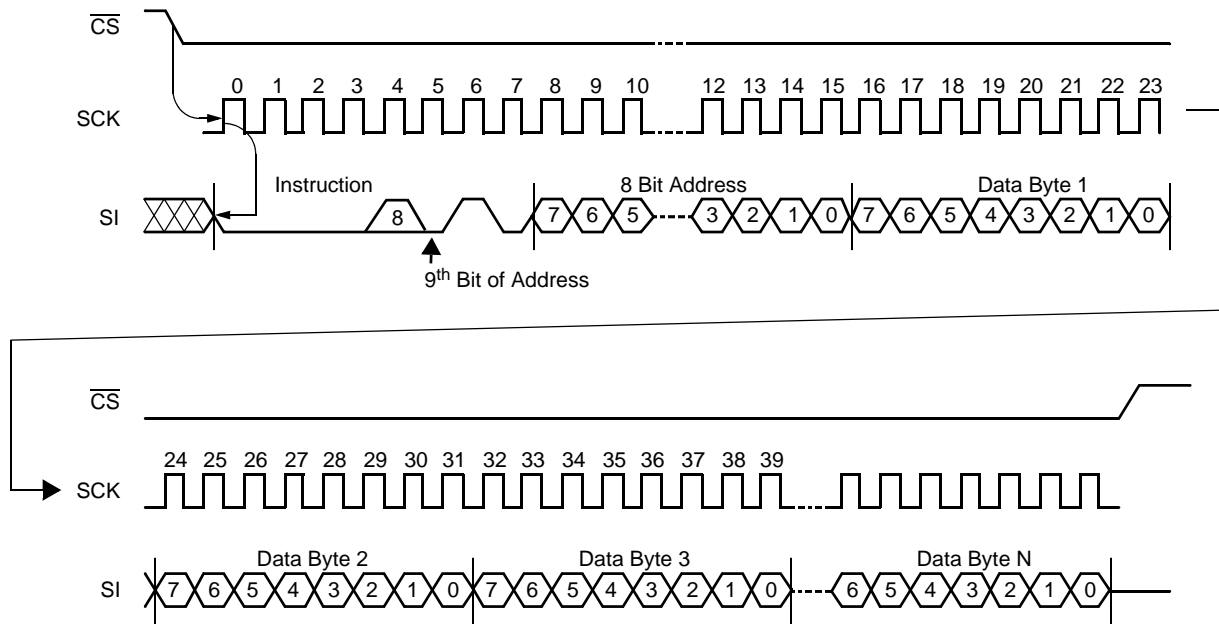 CS
0 1 2 3 4 5 6 7 8 9 10 12 13 14 15 16 17 18 19 20 21 22 23
SCK
Instruction 8 Bit Address Data Byte 1
SI 8 7 6 5 3 2 1 0 7 6 5 4 3 2 1 0
9th Bit of Address
CS
24 25 26 27 28 29 30 31 32 33 34 35 36 37 38 39
SCK
Data Byte 2 Data Byte 3 Data Byte N
SI 7 6 5 4 3 2 1 0 7 6 5 4 3 2 1 0 6 5 4 3 2 1 0